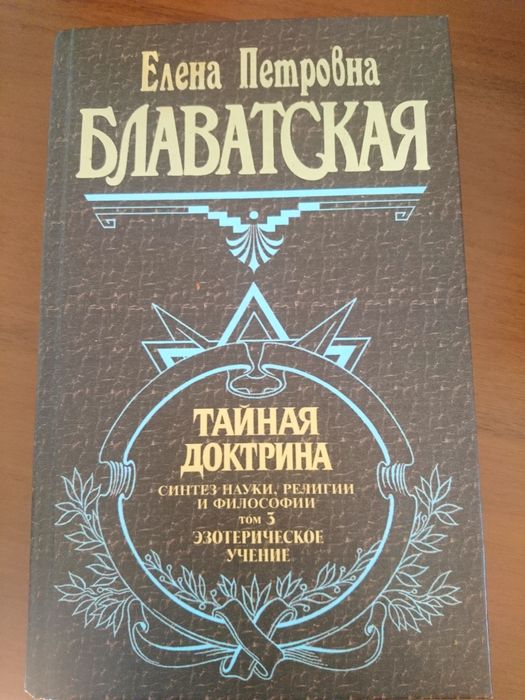 Елена Петровна
БЛАВАТСКАЯ
ТАЙНАЯ
ДОКТРИНА
СИНТЕЗ НАУКИ, РЕЛИГИИ
И ФИЛОСОФИИ
ТОМ 3
ЭЗОТЕРИЧЕСКОЕ
УЧЕНИЕ